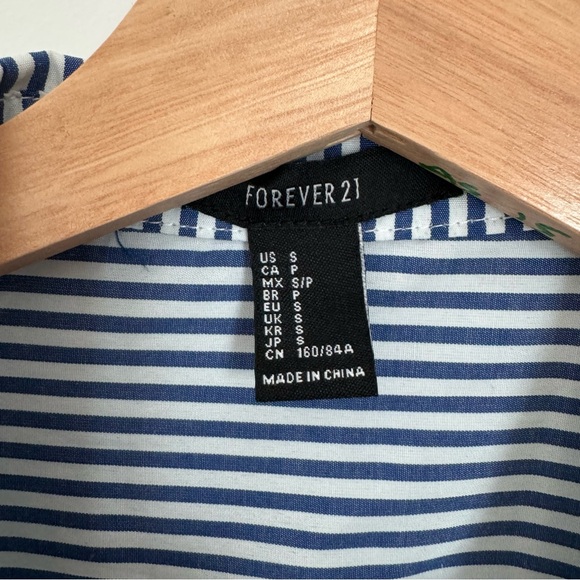 FOREVER 21
US S
CA P
MX S/P
BR P
EU S
UK S
KR S
JP S
CN 160/84A
MADE IN CHINA